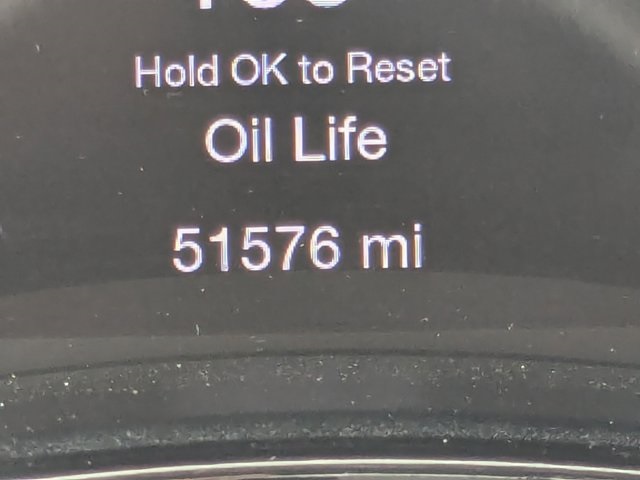 Hold OK to Reset
Oil Life
51576 mi